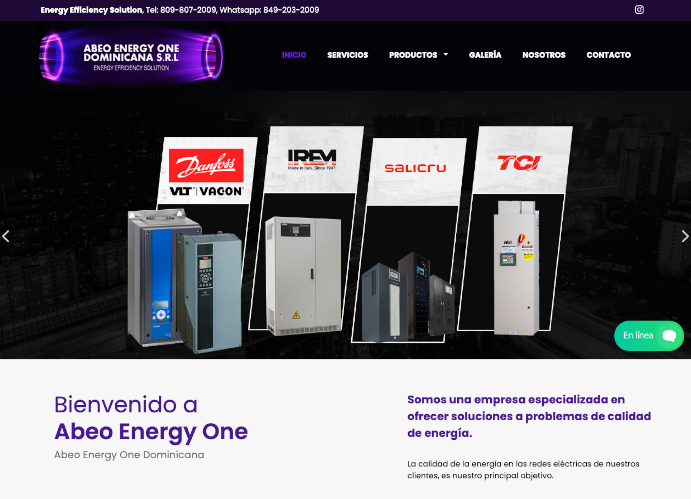 Energy Efficiency Solution, Tel: 809-807-2009, Whatsapp: 849-203-2009
ABEO ENERGY ONE
DOMINICANA S.R.L
ENERGY EFFICIENCY SOLUTION
INICIO SERVICIOS PRODUCTOS GALERÍA NOSOTROS CONTACTO
Danfoss
VLT | VACON
IREM
Made in Italy. Since 1947.
SALICRU
TCI
En línea
Bienvenido a
Abeo Energy One
Abeo Energy One Dominicana
Somos una empresa especializada en
ofrecer soluciones a problemas de calidad
de energía.
La calidad de la energía en las redes eléctricas de nuestros
clientes, es nuestro principal objetivo.